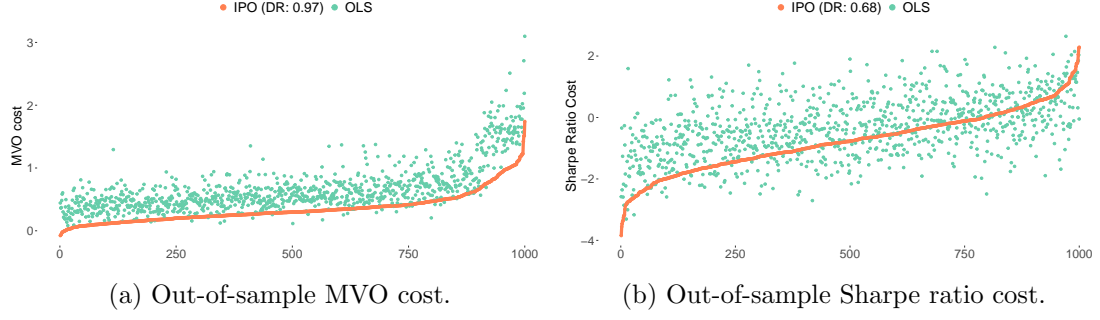 IPO (DR: 0.97) OLS
MVO cost
3
2
1
0
0 250 500 750 1000
(a) Out-of-sample MVO cost.
IPO (DR: 0.68) OLS
Sharpe Ratio Cost
2
0
−2
−4
0 250 500 750 1000
(b) Out-of-sample Sharpe ratio cost.